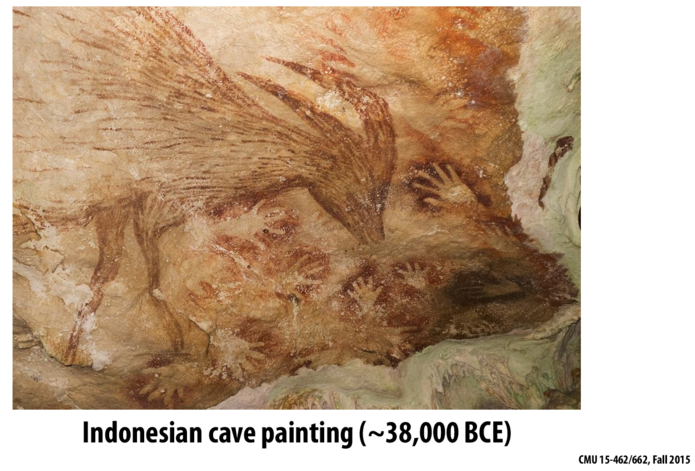 Indonesian cave painting (~38,000 BCE)
CMU 15-462/662, Fall 2015